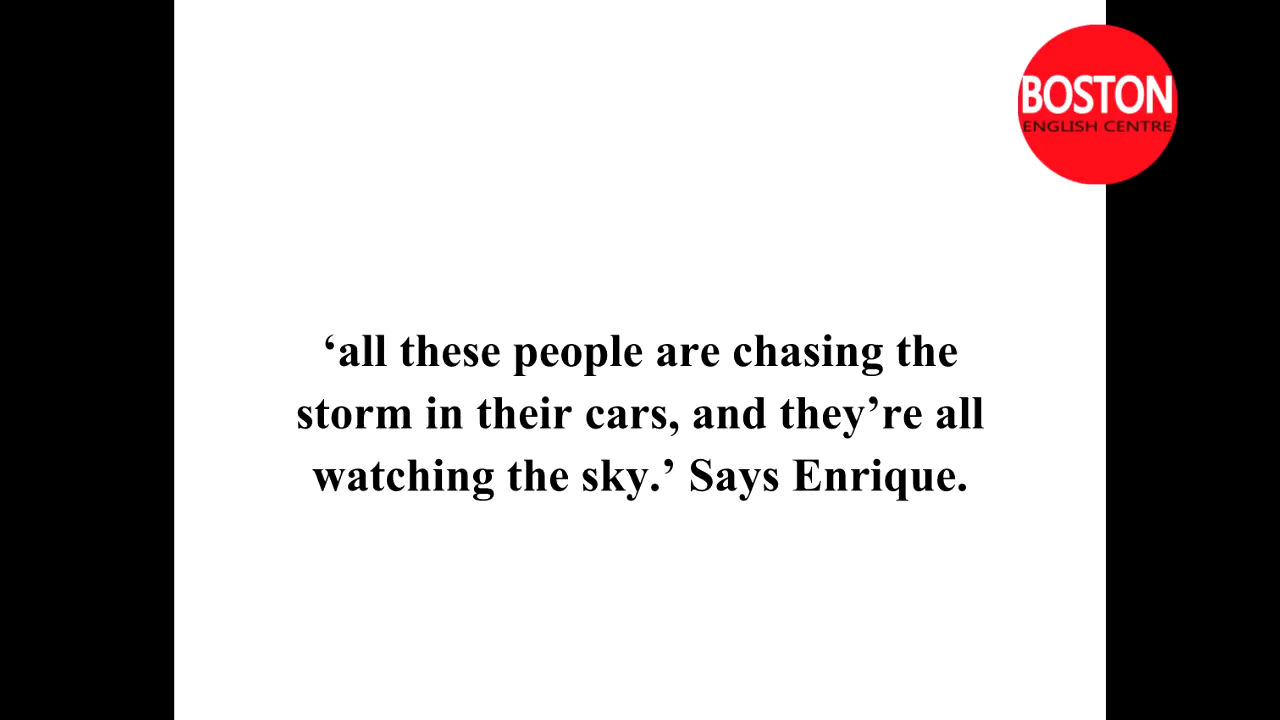 BOSTON
ENGLISH CENTRE
‘all these people are chasing the
storm in their cars, and they’re all
watching the sky.’ Says Enrique.